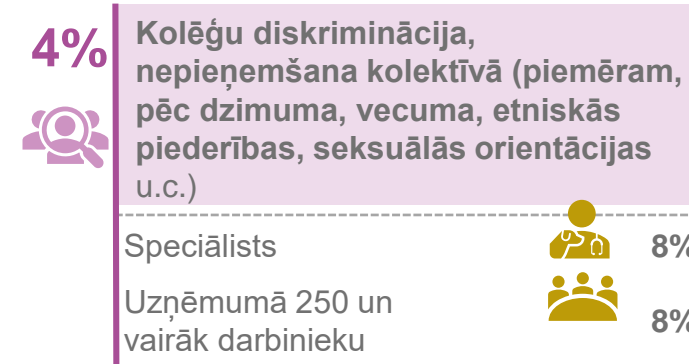 4%
Kolēģu diskriminācija,
nepieņemšana kolektīvā (piemēram,
pēc dzimuma, vecuma, etniskās
piederības, seksuālās orientācijas
u.c.)
Speciālists 8%
Uzņēmumā 250 un
vairāk darbinieku 8%